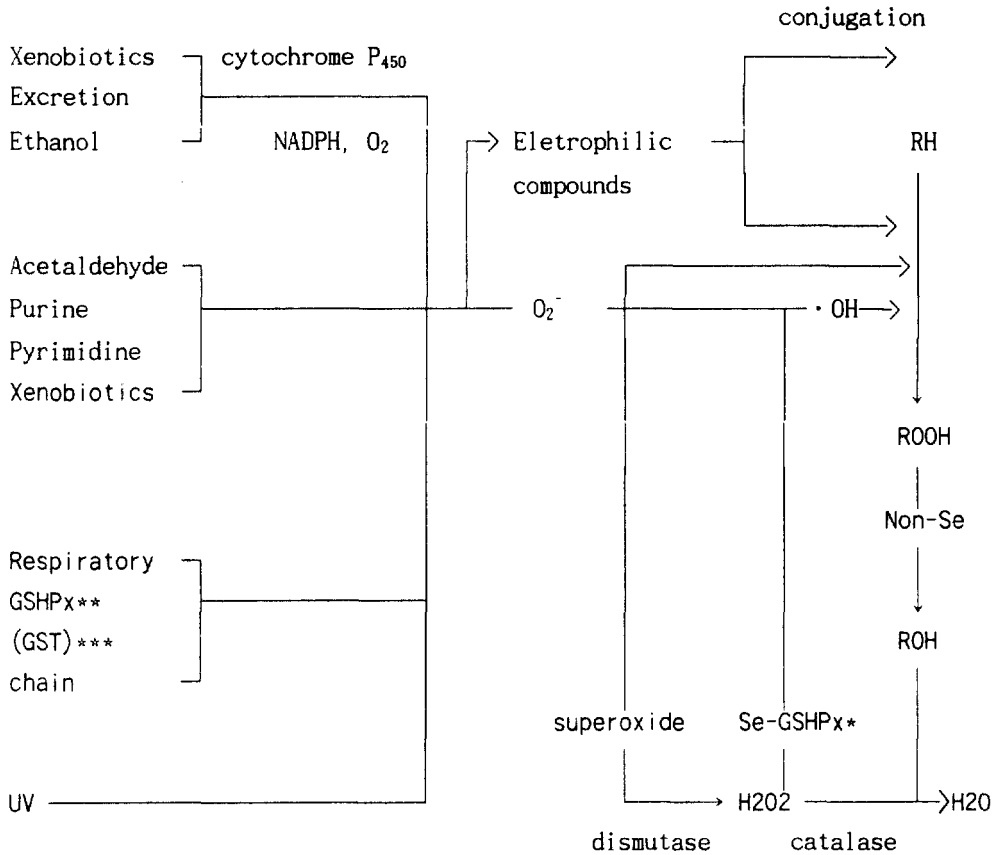 conjugation
Xenobiotics
cytochrome P₄₅₀
Excretion
Ethanol
NADPH, O₂
Eletrophilic
compounds
RH
Acetaldehyde
Purine
O₂⁻
·OH
Pyrimidine
Xenobiotics
ROOH
Non-Se
Respiratory
GSHPx**
(GST)***
chain
ROH
superoxide
Se-GSHPx*
UV
H2O2
H2O
dismutase
catalase